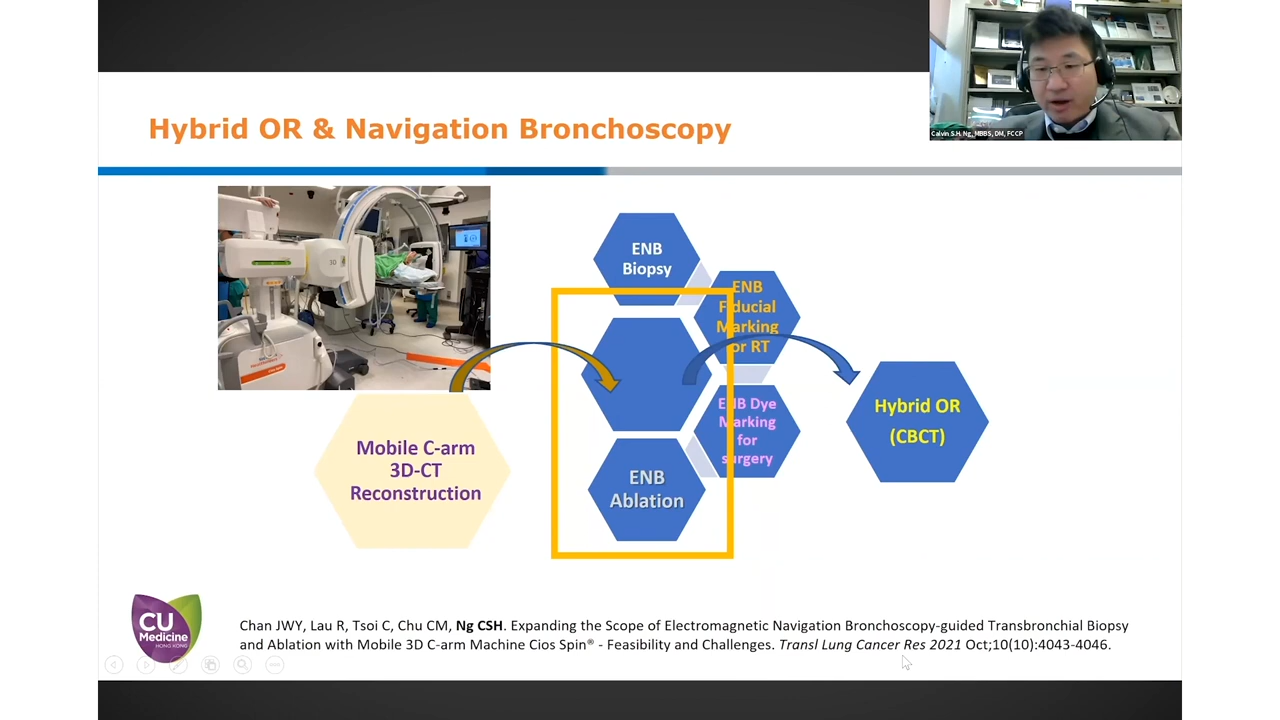 Calvin S.H. Ng, MBBS, DM, FCCP
Hybrid OR & Navigation Bronchoscopy
3D
ENB
Biopsy
ENB
Fiducial
Marking
or RT
ENB Dye
Marking
for
surgery
Hybrid OR
(CBCT)
Mobile C-arm
3D-CT
Reconstruction
ENB
Ablation
CU
Medicine
HONG KONG
Chan JWY, Lau R, Tsoi C, Chu CM, Ng CSH. Expanding the Scope of Electromagnetic Navigation Bronchoscopy-guided Transbronchial Biopsy
and Ablation with Mobile 3D C-arm Machine Cios Spin® - Feasibility and Challenges. Transl Lung Cancer Res 2021 Oct;10(10):4043-4046.